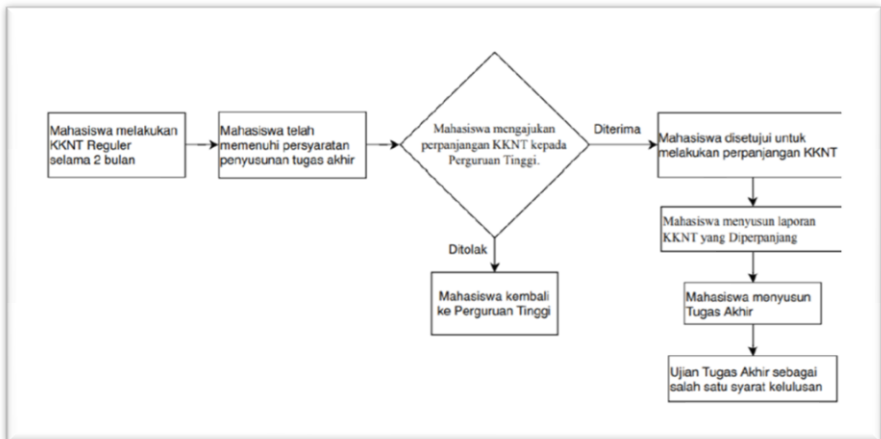 Mahasiswa melakukan
KKNT Reguler
selama 2 bulan
Mahasiswa telah
memenuhi persyaratan
penyusunan tugas akhir
Mahasiswa mengajukan
perpanjangan KKNT kepada
Perguruan Tinggi.
Diterima
Mahasiswa disetujui untuk
melakukan perpanjangan KKNT
Mahasiswa menyusun laporan
KKNT yang Diperpanjang
Ditolak
Mahasiswa kembali
ke Perguruan Tinggi
Mahasiswa menyusun
Tugas Akhir
Ujian Tugas Akhir sebagai
salah satu syarat kelulusan